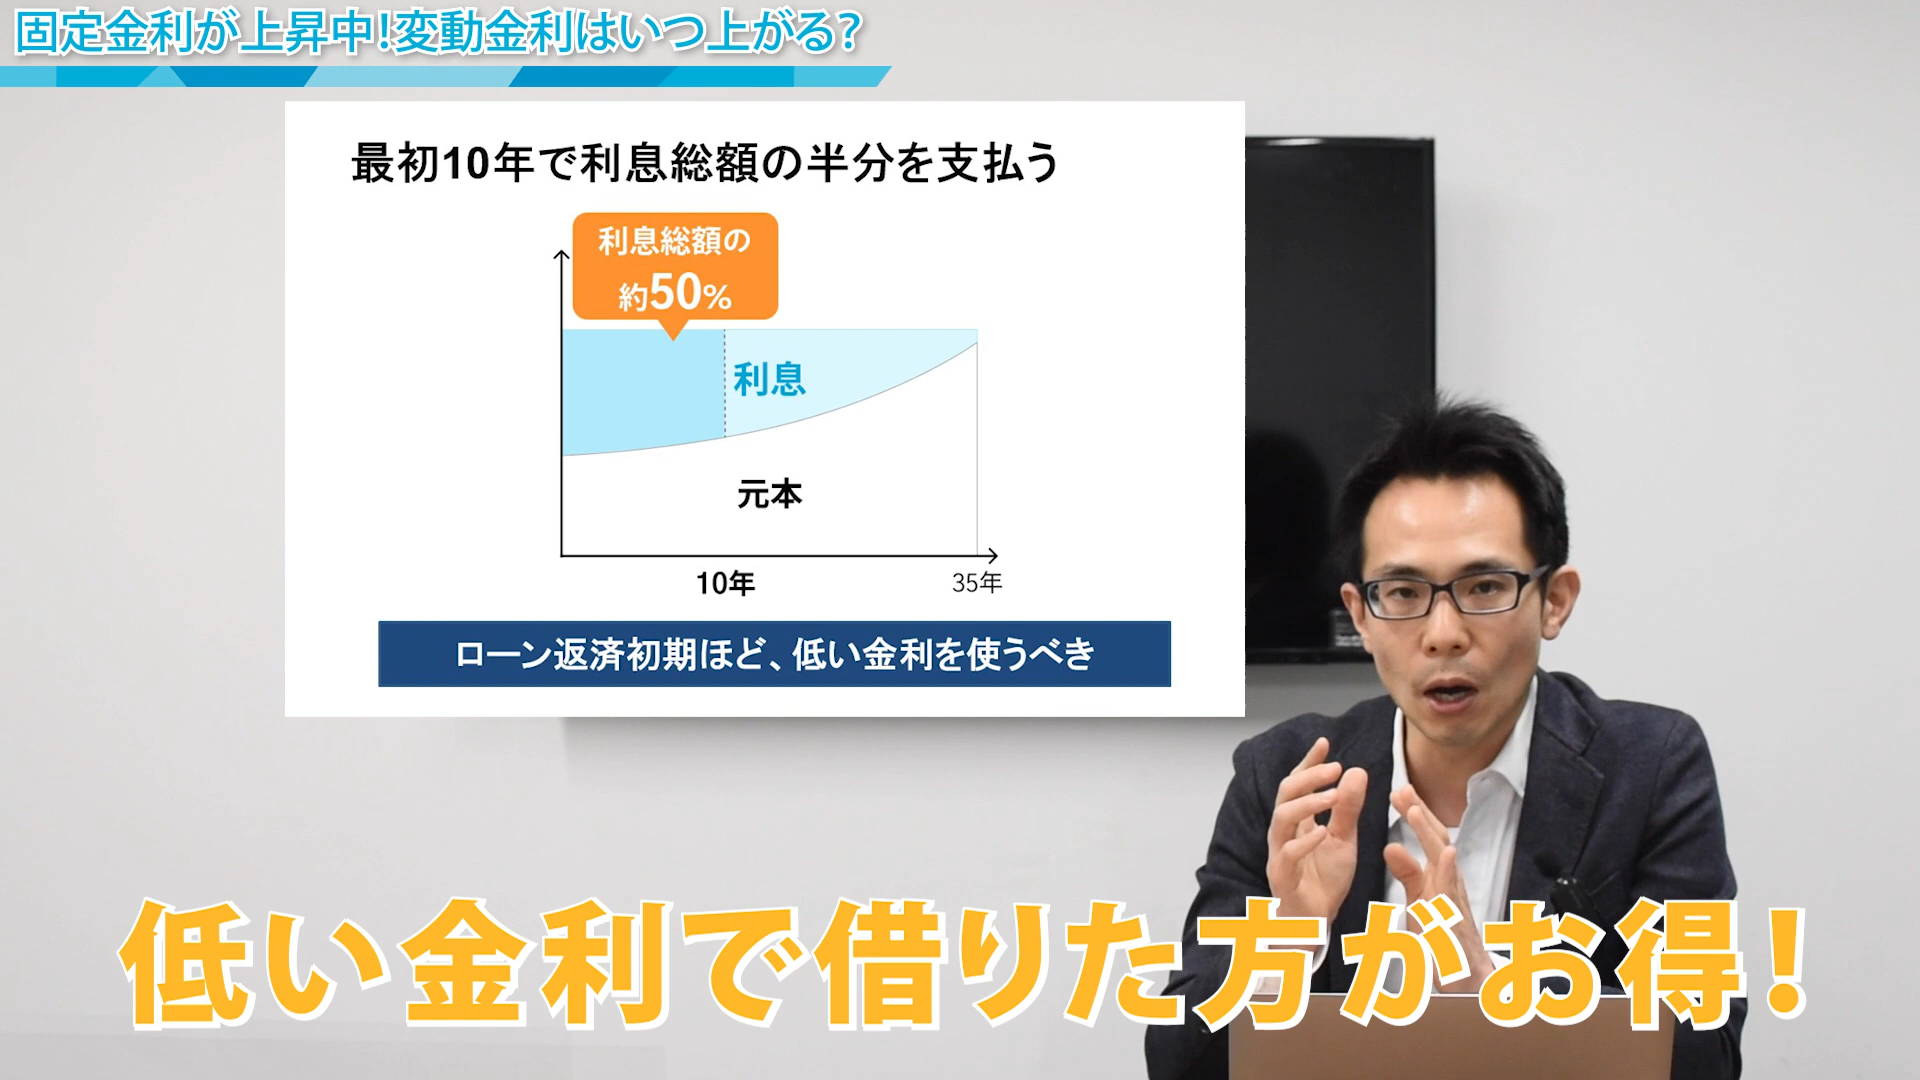 固定金利が上昇中!変動金利はいつ上がる?
最初10年で利息総額の半分を支払う
利息総額の
約50%
利息
元本
10年
35年
ローン返済初期ほど、低い金利を使うべき
低い金利で借りた方がお得!